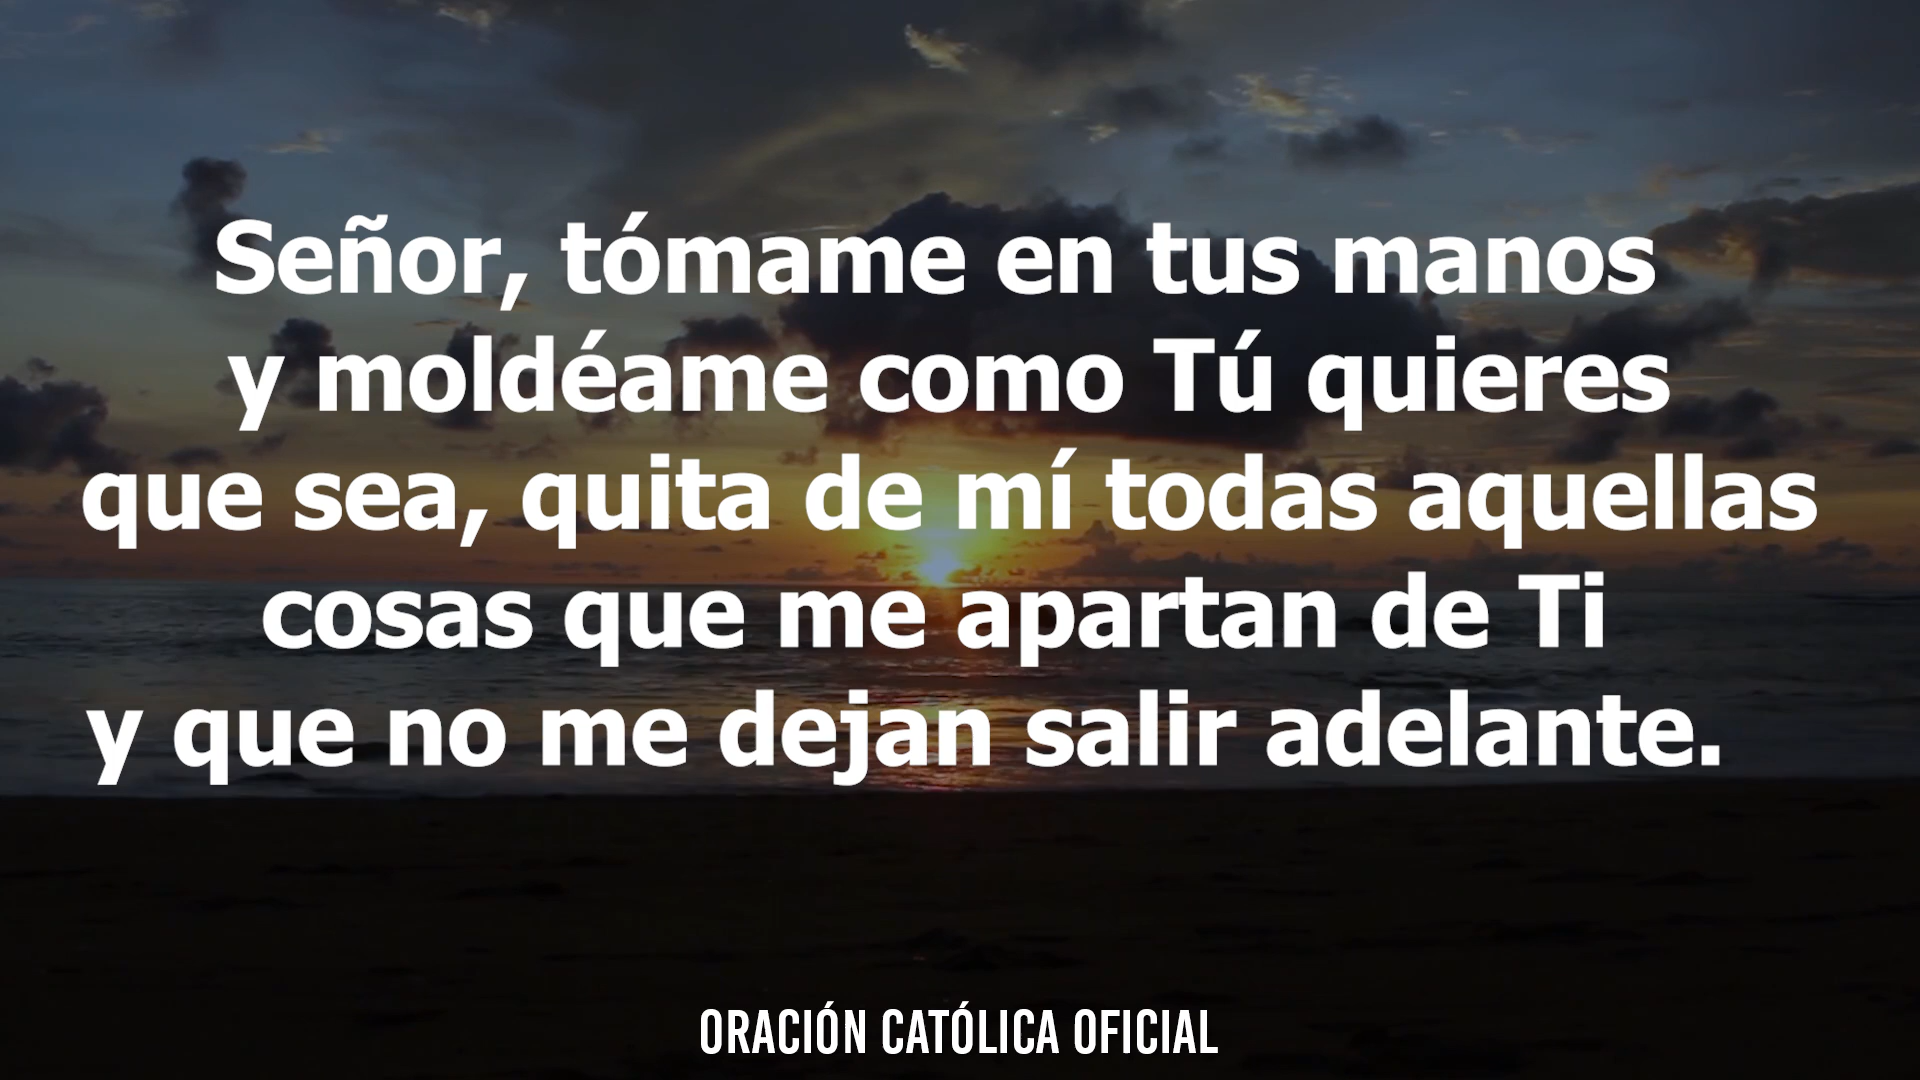 Señor, tómame en tus manos
y moldéame como Tú quieres
que sea, quita de mí todas aquellas
cosas que me apartan de Ti
y que no me dejan salir adelante.
ORACIÓN CATÓLICA OFICIAL